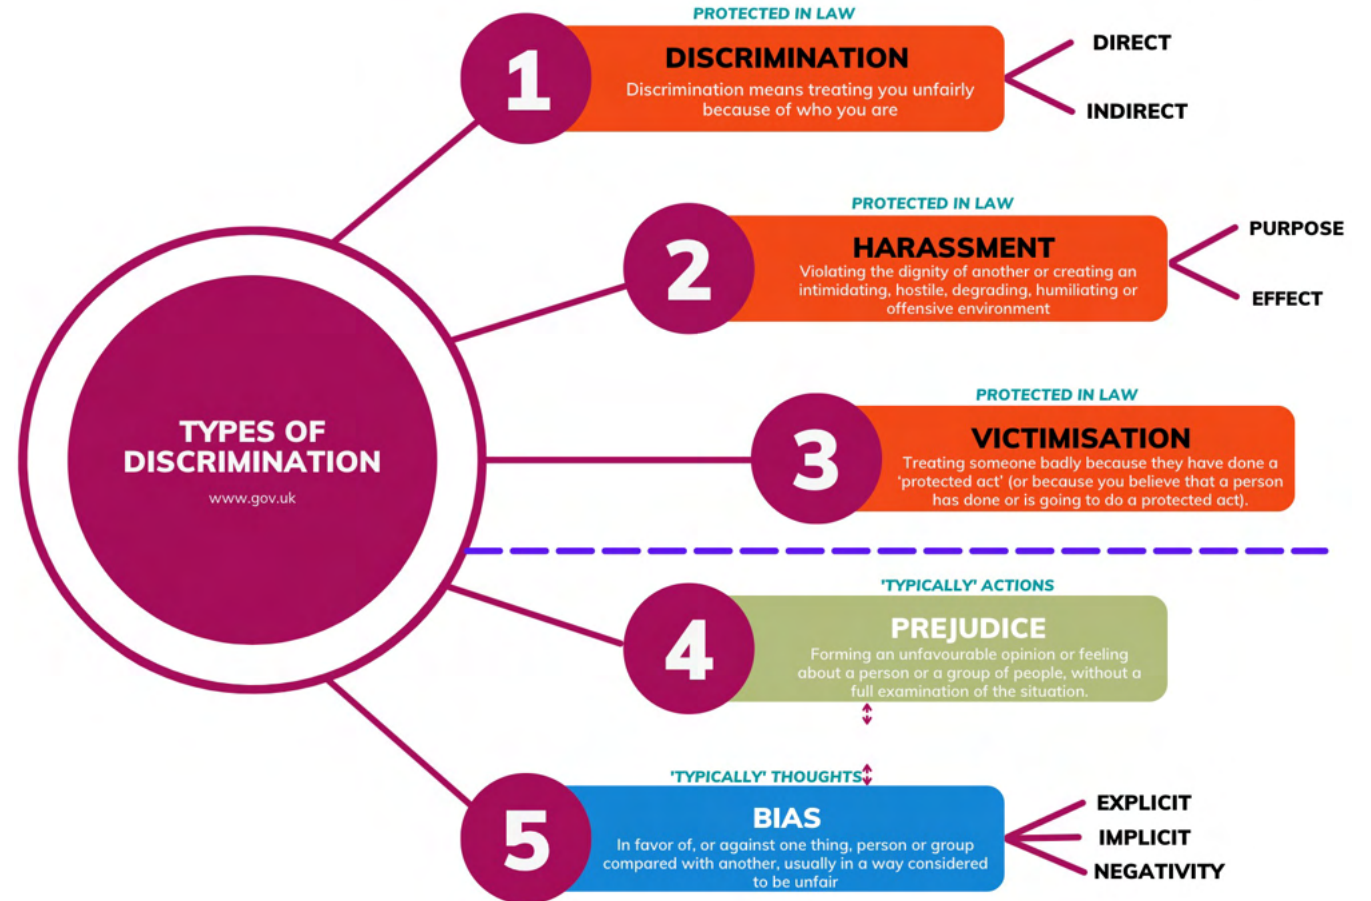 TYPES OF
DISCRIMINATION
www.gov.uk
1
PROTECTED IN LAW
DISCRIMINATION
Discrimination means treating you unfairly
because of who you are
DIRECT
INDIRECT
2
PROTECTED IN LAW
HARASSMENT
Violating the dignity of another or creating an
intimidating, hostile, degrading, humiliating or
offensive environment
PURPOSE
EFFECT
3
PROTECTED IN LAW
VICTIMISATION
Treating someone badly because they have done a
‘protected act’ (or because you believe that a person
has done or is going to do a protected act).
4
'TYPICALLY' ACTIONS
PREJUDICE
Forming an unfavourable opinion or feeling
about a person or a group of people, without a
full examination of the situation.
5
'TYPICALLY' THOUGHTS
BIAS
In favor of, or against one thing, person or group
compared with another, usually in a way considered
to be unfair
EXPLICIT
IMPLICIT
NEGATIVITY